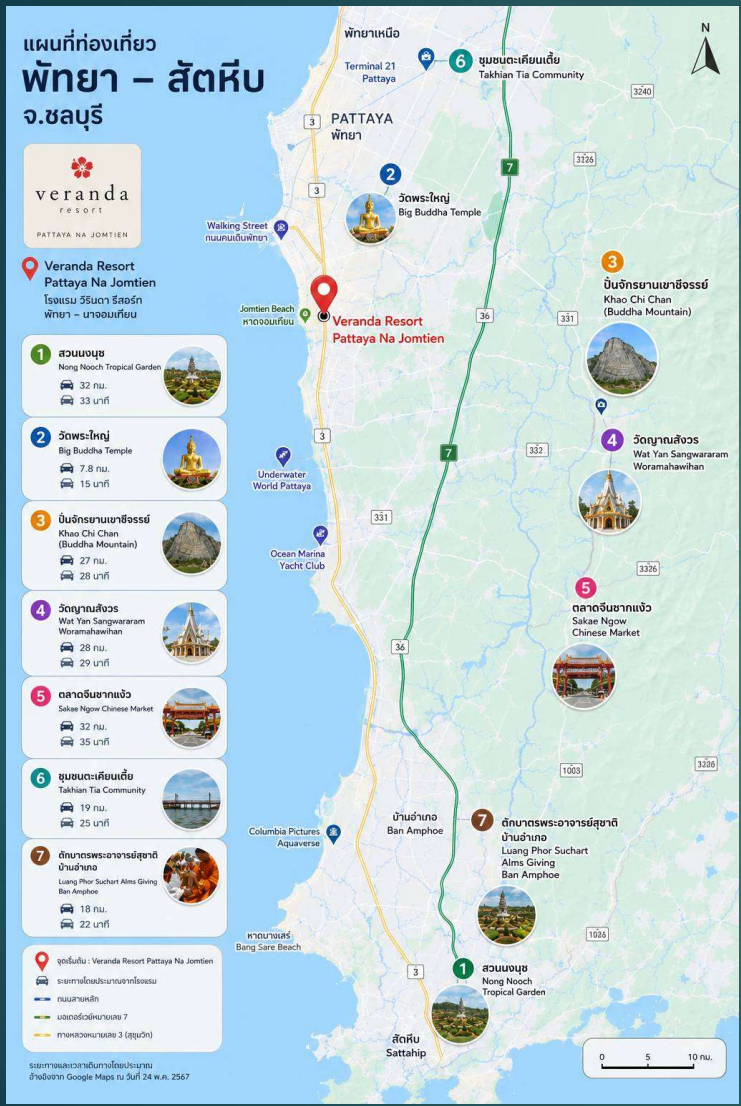 แผนที่ท่องเที่ยว
พัทยา – สัตหีบ
จ.ชลบุรี
veranda
resort
PATTAYA NA JOMTIEN
Veranda Resort
Pattaya Na Jomtien
โรงแรม วีรันดา รีสอร์ท
พัทยา – นาจอมเทียน
1
สวนนงนุช
Nong Nooch Tropical Garden
32 กม.
33 นาที
2
วัดพระใหญ่
Big Buddha Temple
7.8 กม.
15 นาที
3
ปั่นจักรยานเขาชีจรรย์
Khao Chi Chan
(Buddha Mountain)
27 กม.
28 นาที
4
วัดญาณสังวร
Wat Yan Sangwararam
Woramahawihan
28 กม.
29 นาที
5
ตลาดจีนชากแง้ว
Sakae Ngow Chinese Market
32 กม.
35 นาที
6
ชุมชนตะเคียนเตี้ย
Takhian Tia Community
19 กม.
25 นาที
7
ตักบาตรพระอาจารย์สุชาติ
บ้านอำเภอ
Luang Phor Suchart Alms Giving
Ban Amphoe
18 กม.
22 นาที
จุดเริ่มต้น : Veranda Resort Pattaya Na Jomtien
ระยะทางโดยประมาณจากโรงแรม
ถนนสายหลัก
มอเตอร์เวย์หมายเลข 7
ทางหลวงหมายเลข 3 (สุขุมวิท)
ระยะทางและเวลาเดินทางโดยประมาณ
อ้างอิงจาก Google Maps ณ วันที่ 24 พ.ค. 2567
พัทยาเหนือ
Terminal 21
Pattaya
6
ชุมชนตะเคียนเตี้ย
Takhian Tia Community
N
3240
3
PATTAYA
พัทยา
3126
7
3
2
วัดพระใหญ่
Big Buddha Temple
Walking Street
ถนนคนเดินพัทยา
3
ปั่นจักรยานเขาชีจรรย์
Khao Chi Chan
(Buddha Mountain)
Jomtien Beach
หาดจอมเทียน
Veranda Resort
Pattaya Na Jomtien
36
331
3
7
332
4
วัดญาณสังวร
Wat Yan Sangwararam
Woramahawihan
Underwater
World Pattaya
331
Ocean Marina
Yacht Club
3326
5
ตลาดจีนชากแง้ว
Sakae Ngow
Chinese Market
36
1003
บ้านอำเภอ
Ban Amphoe
7
ตักบาตรพระอาจารย์สุชาติ
บ้านอำเภอ
Luang Phor Suchart
Alms Giving
Ban Amphoe
Columbia Pictures
Aquaverse
หาดบางเสร่
Bang Sare Beach
3
1
สวนนงนุช
Nong Nooch
Tropical Garden
สัตหีบ
Sattahip
0 5 10 กม.